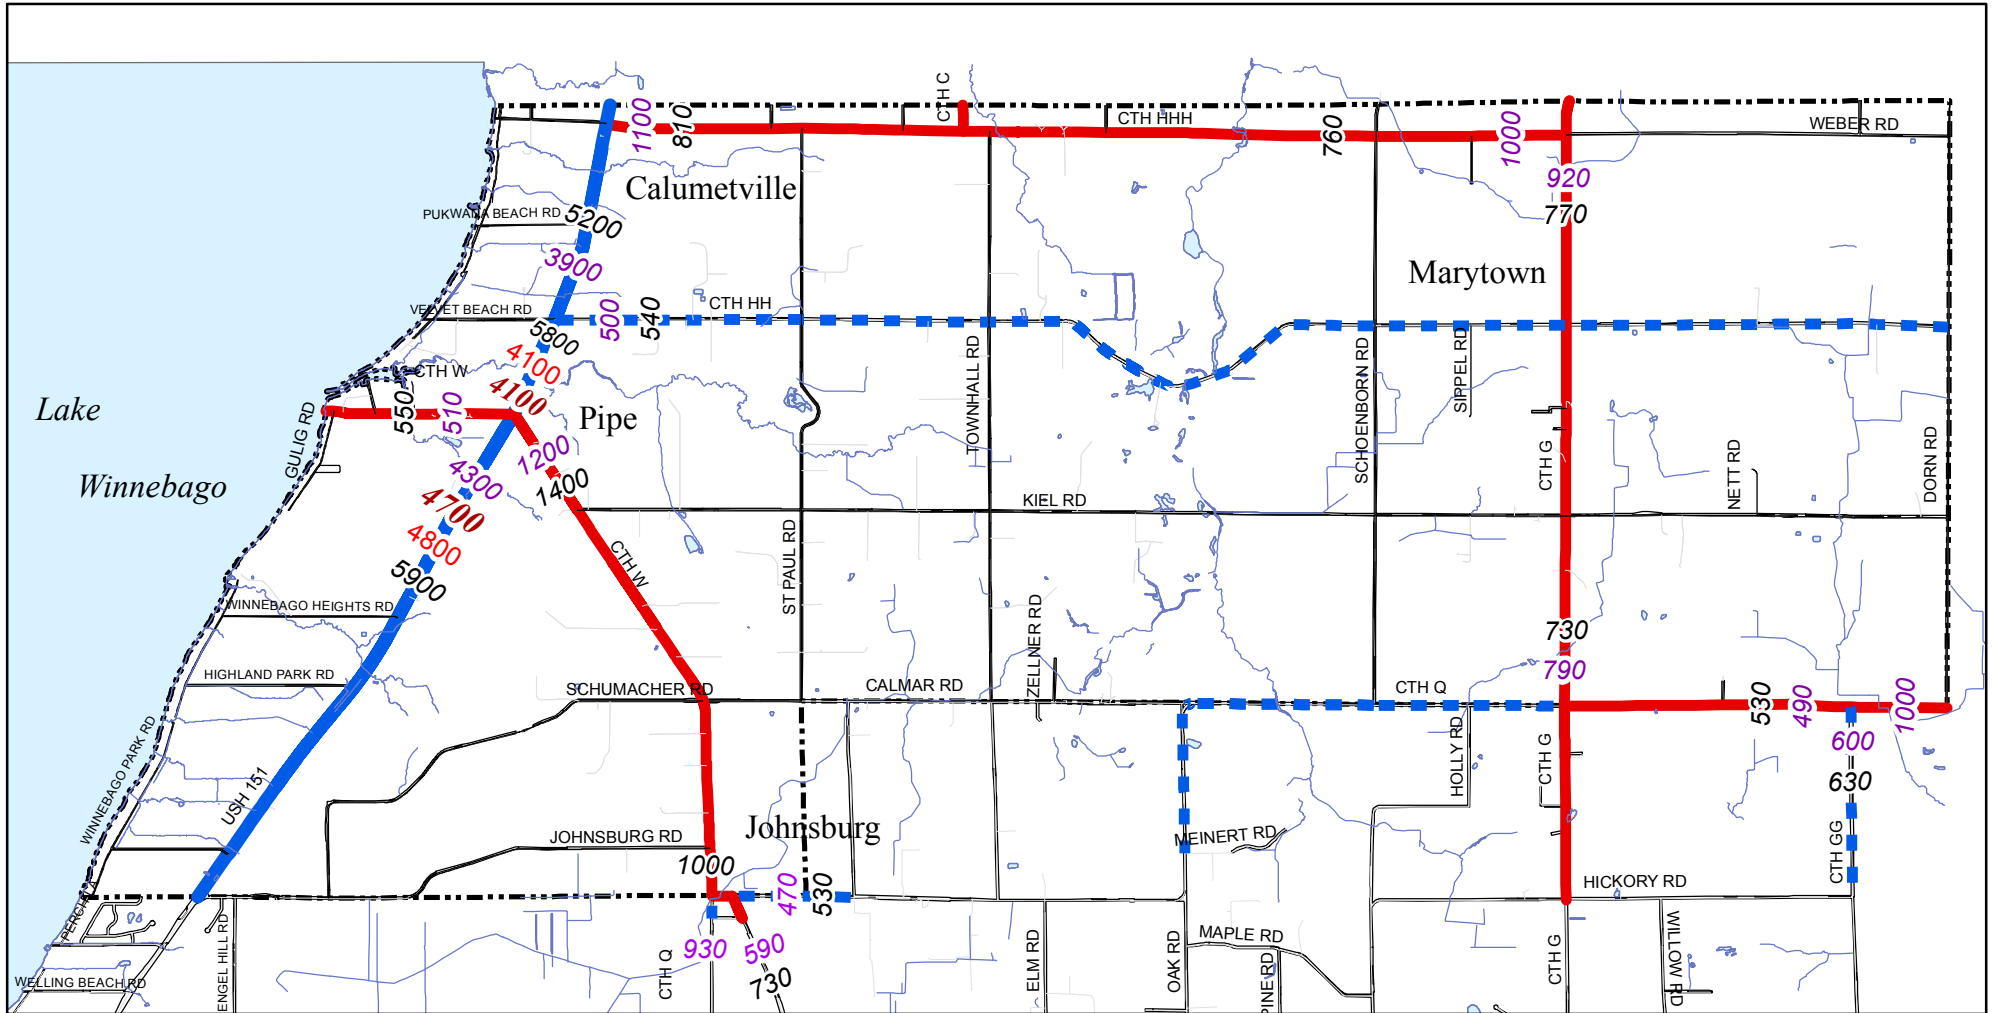 CTH C
1100
810
CTH HHH
760
1000
WEBER RD
920
770
Calumetville
PUKWANA BEACH RD
5200
3900
Marytown
VELVET BEACH RD
500
540
CTH HH
5800
4100
4100
CTH W
550
510
Pipe
TOWNHALL RD
SCHOENBORN RD
SIPPEL RD
Lake
Winnebago
GULIG RD
1200
1400
4300
4700
4800
5900
KIEL RD
CTH G
NETT RD
DORN RD
CTH W
ST PAUL RD
WINNEBAGO HEIGHTS RD
ZELLNER RD
730
790
HIGHLAND PARK RD
SCHUMACHER RD
CALMAR RD
CTH Q
530
490
1000
600
630
WINNEBAGO PARK RD
USH 151
HOLLY RD
CTH G
JOHNSBURG RD
Johnsburg
MEINERT RD
CTH GG
1000
470
530
HICKORY RD
PERCH LA
ENGEL HILL RD
CTH Q
930
590
730
ELM RD
OAK RD
MAPLE RD
PINE RD
CTH G
WILLOW RD
WELLING BEACH RD